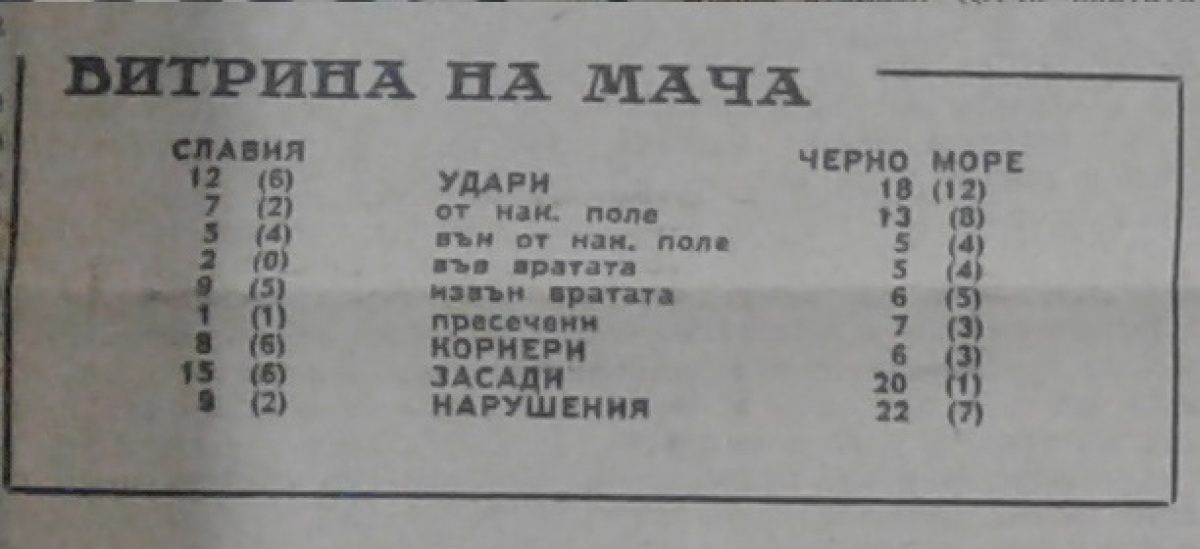 ВИТРИНА НА МАЧА
СЛАВИЯ ЧЕРНО МОРЕ
12 (6) УДАРИ 18 (12)
7 (2) от нак. поле 13 (8)
5 (4) вън от нак. поле 5 (4)
2 (0) във вратата 5 (4)
9 (5) извън вратата 6 (5)
1 (1) пресечени 7 (3)
8 (6) КОРНЕРИ 6 (3)
15 (6) ЗАСАДИ 20 (1)
9 (2) НАРУШЕНИЯ 22 (7)